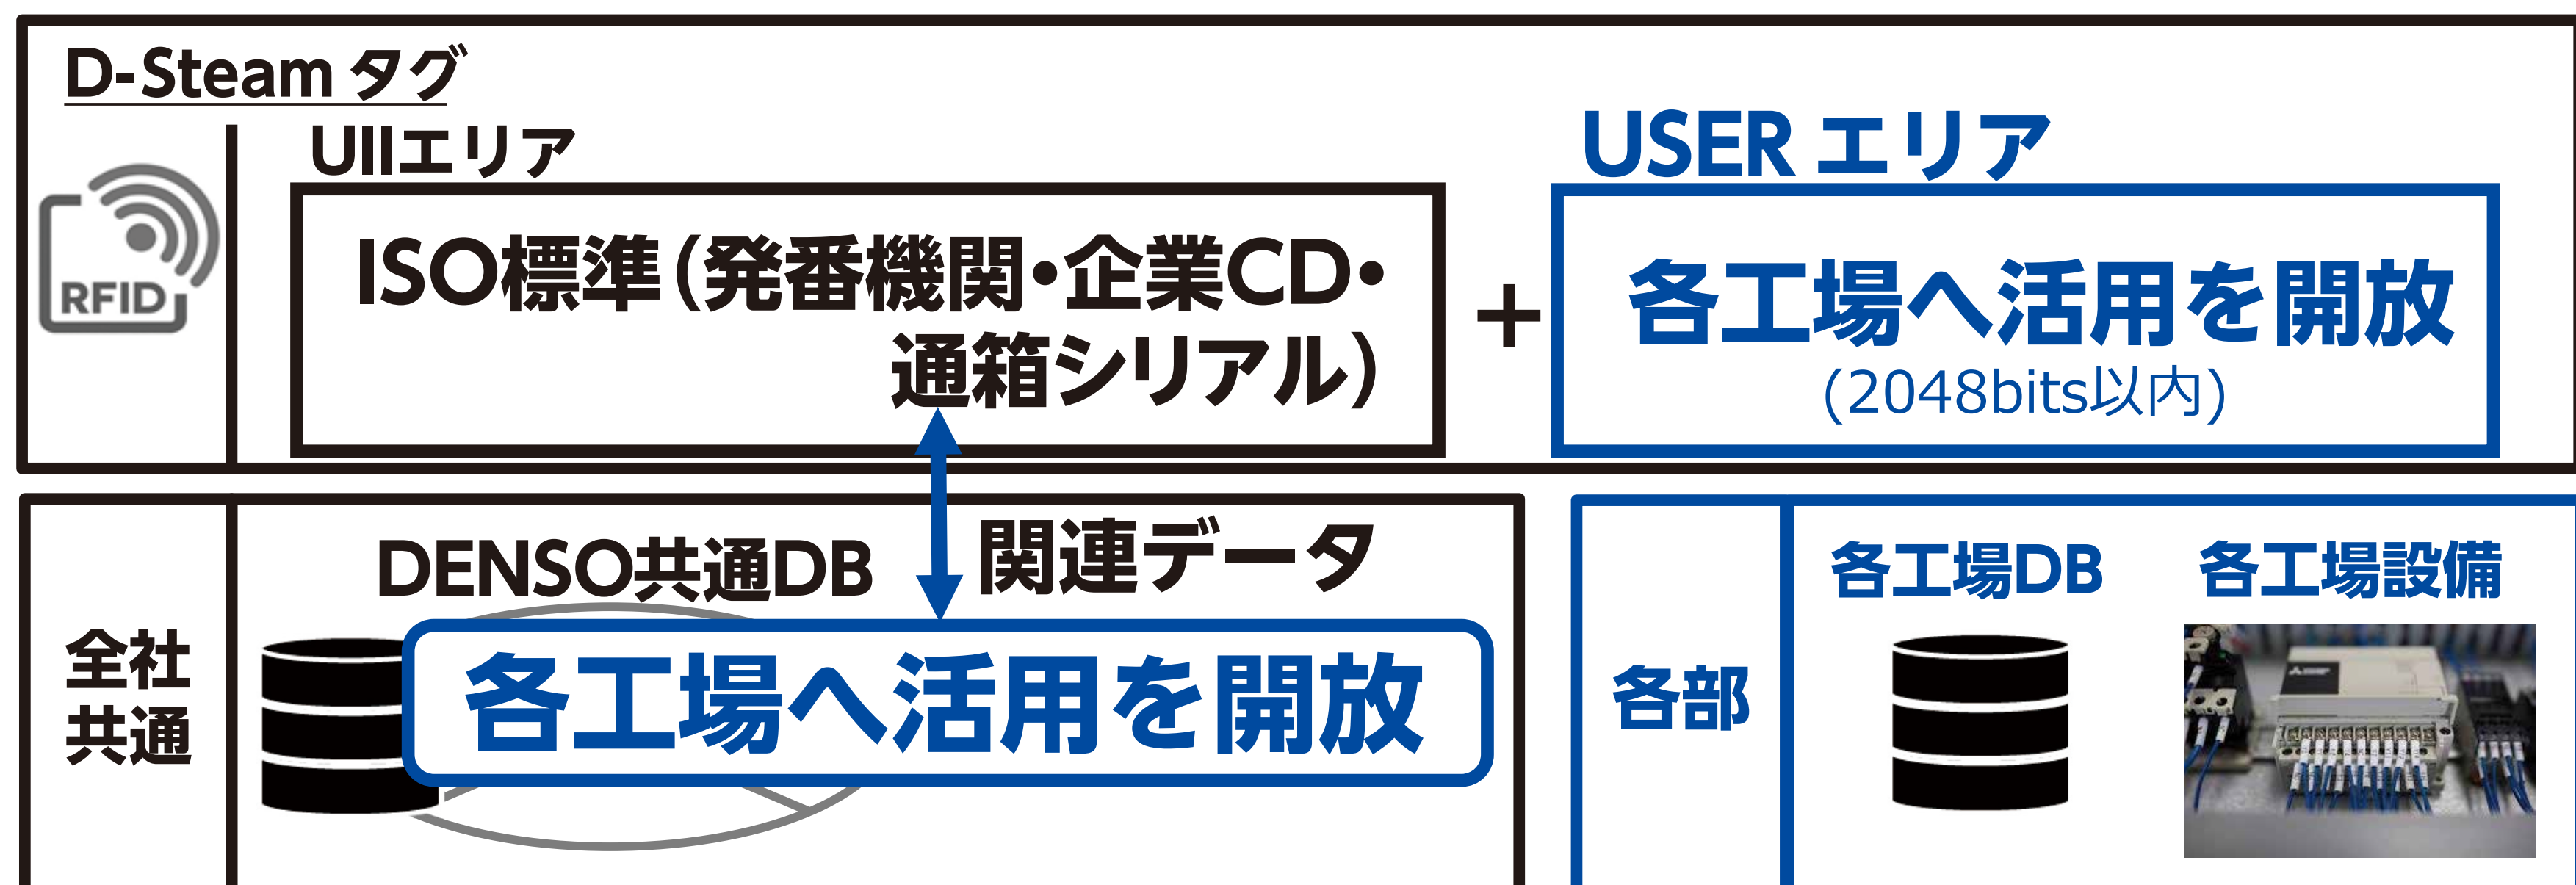 D-Steam タグ
UIIエリア
USER エリア
RFID
ISO標準(発番機関・企業CD・
通箱シリアル)
+
各工場へ活用を開放
(2048bits以内)
全社
共通
DENSO共通DB
関連データ
各工場へ活用を開放
各部
各工場DB
各工場設備